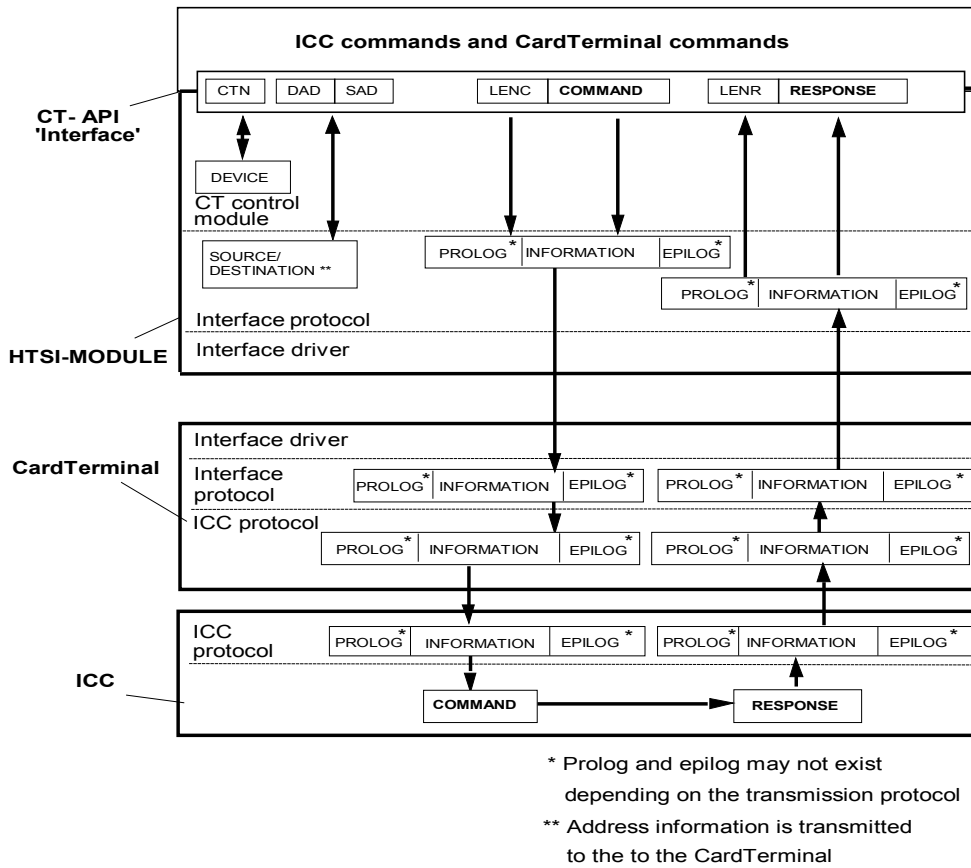 ICC commands and CardTerminal commands
CTN DAD SAD LENC COMMAND LENR RESPONSE
CT- API
'Interface'
DEVICE
CT control
module
SOURCE/
DESTINATION **
PROLOG* INFORMATION EPILOG*
PROLOG* INFORMATION EPILOG*
Interface protocol
HTSI-MODULE
Interface driver
Interface driver
CardTerminal
Interface
protocol
PROLOG* INFORMATION EPILOG* PROLOG* INFORMATION EPILOG*
ICC protocol
PROLOG* INFORMATION EPILOG* PROLOG* INFORMATION EPILOG*
ICC
protocol
PROLOG* INFORMATION EPILOG* PROLOG* INFORMATION EPILOG*
ICC
COMMAND RESPONSE
* Prolog and epilog may not exist
depending on the transmission protocol
** Address information is transmitted
to the to the CardTerminal